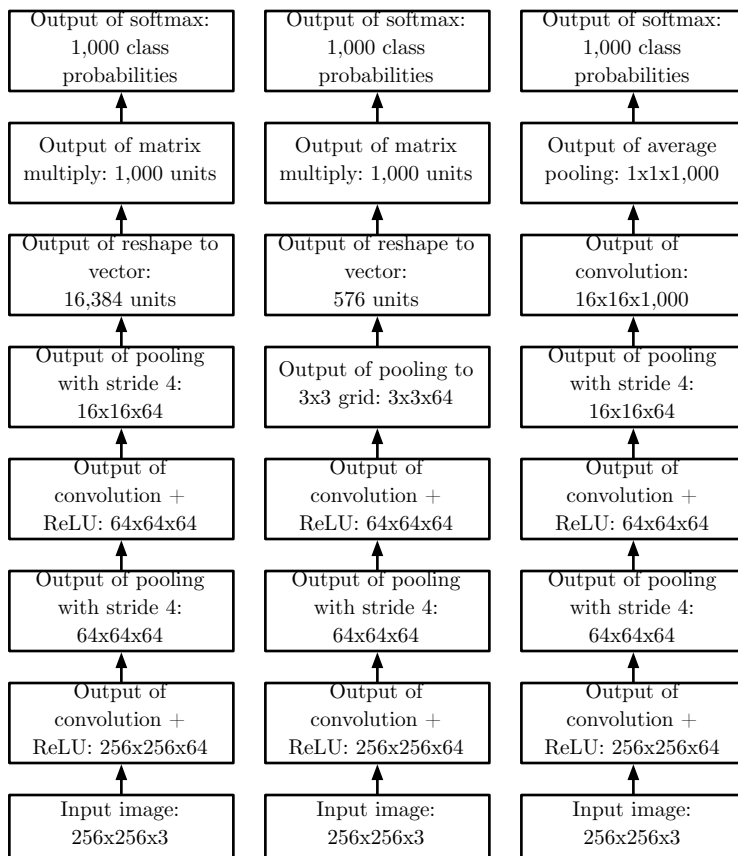 Output of softmax:
1,000 class
probabilities
Output of matrix
multiply: 1,000 units
Output of reshape to
vector:
16,384 units
Output of pooling
with stride 4:
16x16x64
Output of
convolution +
ReLU: 64x64x64
Output of pooling
with stride 4:
64x64x64
Output of
convolution +
ReLU: 256x256x64
Input image:
256x256x3
Output of softmax:
1,000 class
probabilities
Output of matrix
multiply: 1,000 units
Output of reshape to
vector:
576 units
Output of pooling to
3x3 grid: 3x3x64
Output of
convolution +
ReLU: 64x64x64
Output of pooling
with stride 4:
64x64x64
Output of
convolution +
ReLU: 256x256x64
Input image:
256x256x3
Output of softmax:
1,000 class
probabilities
Output of average
pooling: 1x1x1,000
Output of
convolution:
16x16x1,000
Output of pooling
with stride 4:
16x16x64
Output of
convolution +
ReLU: 64x64x64
Output of pooling
with stride 4:
64x64x64
Output of
convolution +
ReLU: 256x256x64
Input image:
256x256x3